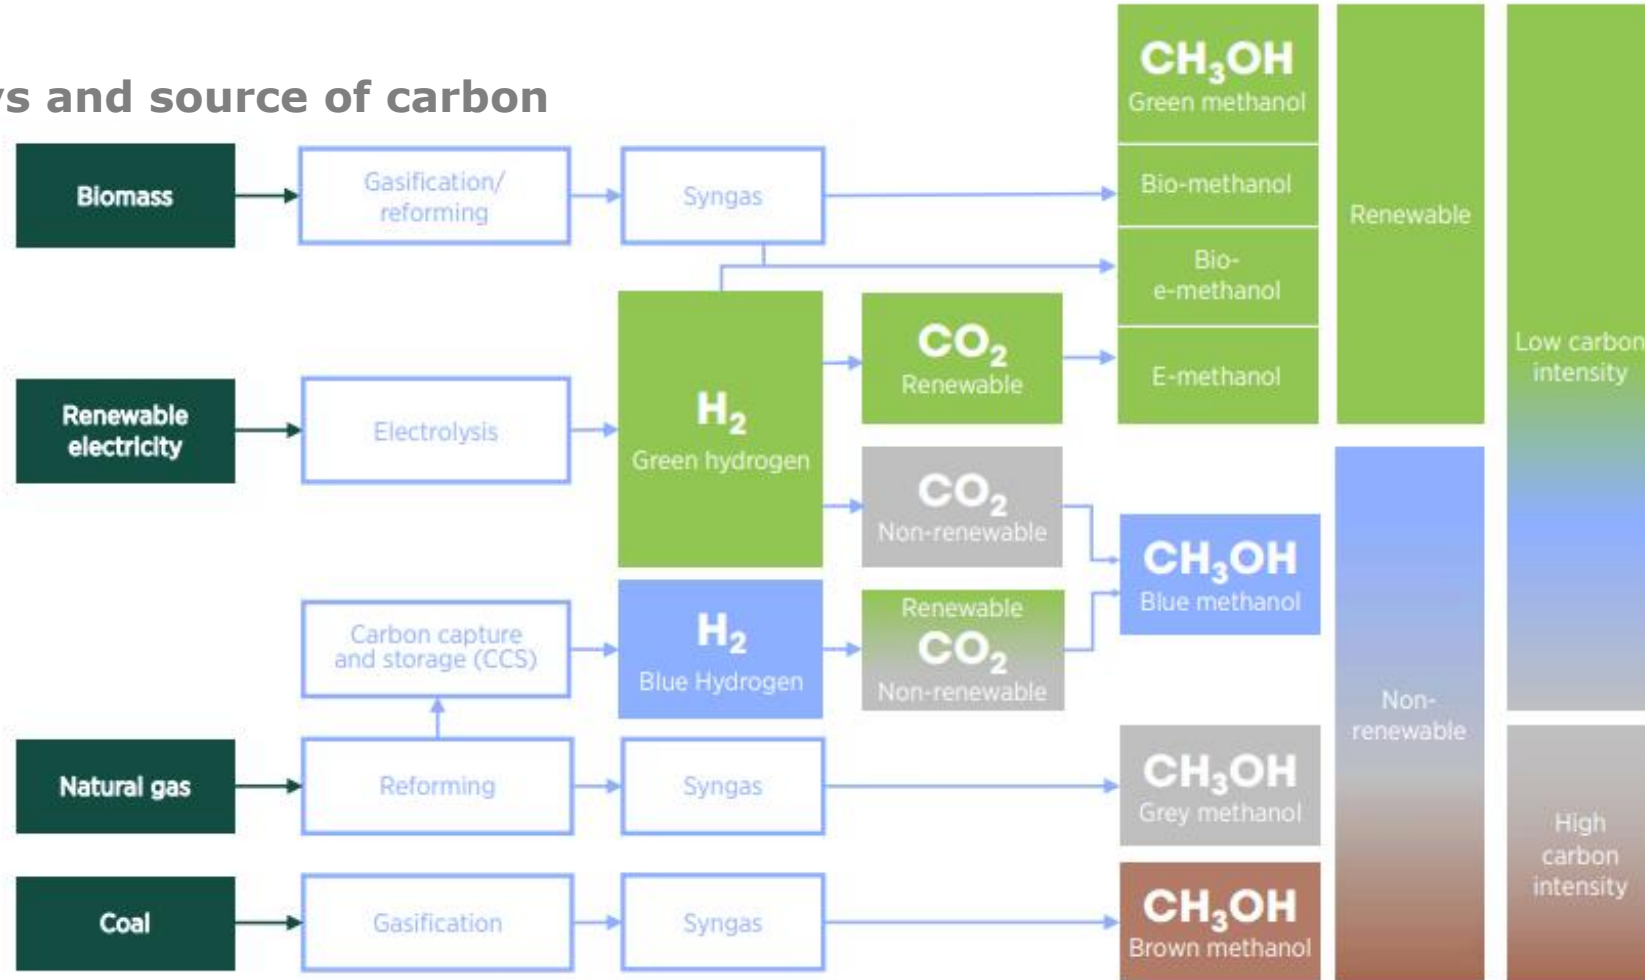 ys and source of carbon
Biomass
Gasification/
reforming
Syngas
CH₃OH
Green methanol
Bio-methanol
Bio-
e-methanol
E-methanol
Renewable
Low carbon
intensity
Renewable
electricity
Electrolysis
H₂
Green hydrogen
CO₂
Renewable
CO₂
Non-renewable
CH₃OH
Blue methanol
Carbon capture
and storage (CCS)
H₂
Blue Hydrogen
Renewable
CO₂
Non-renewable
Non-
renewable
Natural gas
Reforming
Syngas
CH₃OH
Grey methanol
High
carbon
intensity
Coal
Gasification
Syngas
CH₃OH
Brown methanol